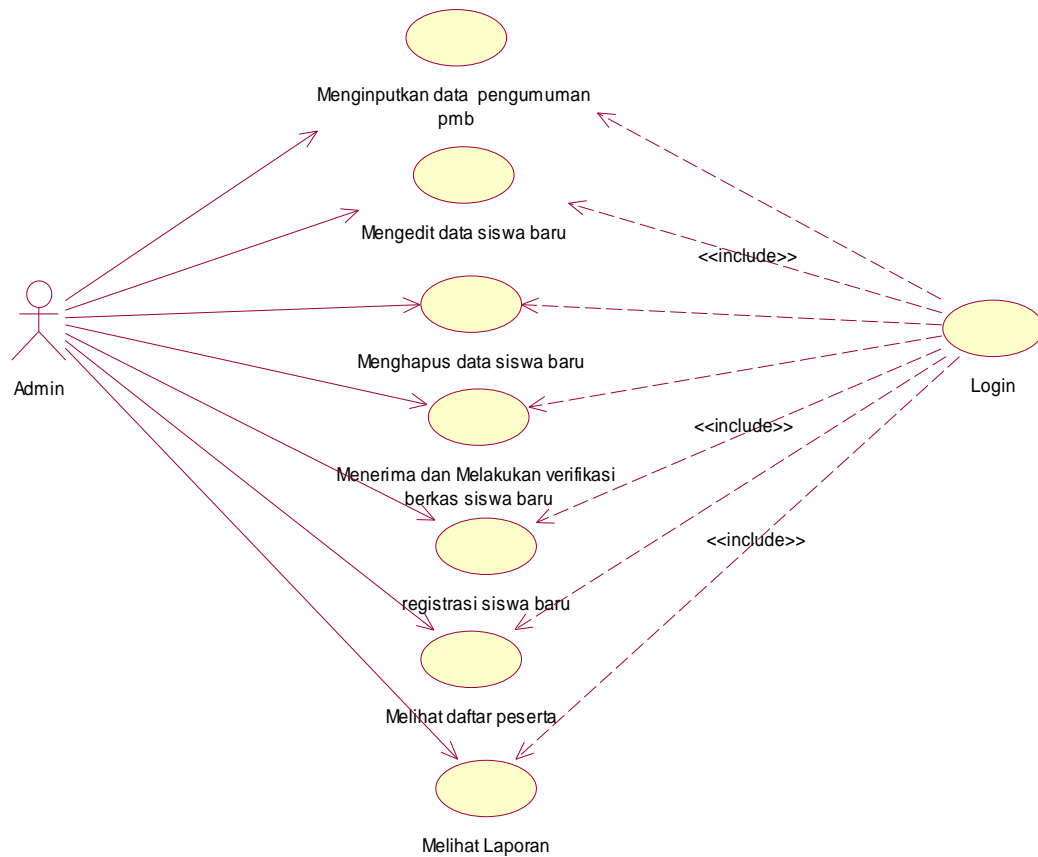 Menginputkan data pengumuman
pmb
Mengedit data siswa baru
<<include>>
Menghapus data siswa baru
Admin
Login
<<include>>
Menerima dan Melakukan verifikasi
berkas siswa baru
<<include>>
registrasi siswa baru
Melihat daftar peserta
Melihat Laporan